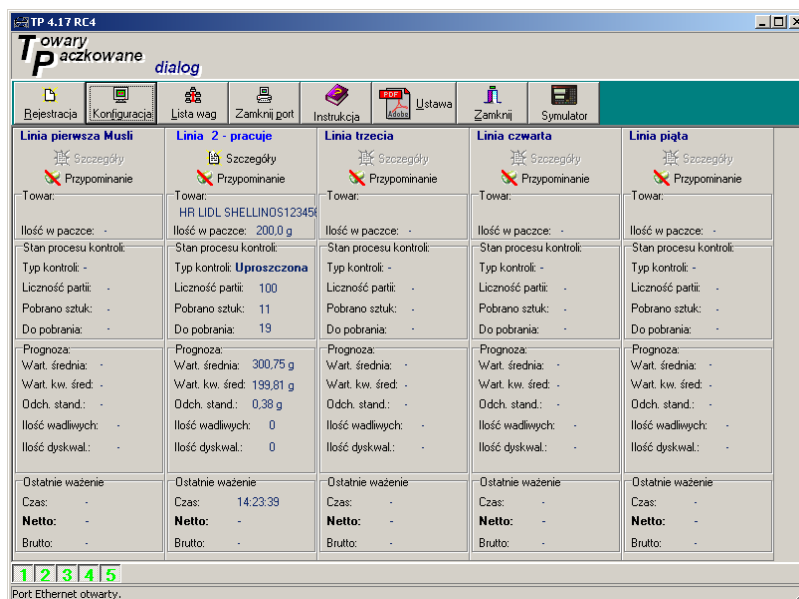 TP 4.17 RC4
Towary
Paczkowane
dialog
Rejestracja Konfiguracja Lista wag Zamknij port Instrukcja PDF Adobe Ustawa Zamknij Symulator
Linia pierwsza Musli Linia 2 - pracuje Linia trzecia Linia czwarta Linia piąta
Szczegóły Szczegóły Szczegóły Szczegóły Szczegóły
Przypominanie Przypominanie Przypominanie Przypominanie Przypominanie
Towar: Towar: Towar: Towar: Towar:
HR LIDL SHELLINOS12345
Ilość w paczce: - Ilość w paczce: 200,0 g Ilość w paczce: - Ilość w paczce: - Ilość w paczce: -
Stan procesu kontroli: Stan procesu kontroli: Stan procesu kontroli: Stan procesu kontroli: Stan procesu kontroli:
Typ kontroli: - Typ kontroli: Uproszczona Typ kontroli: - Typ kontroli: - Typ kontroli: -
Liczność partii: - Liczność partii: 100 Liczność partii: - Liczność partii: - Liczność partii: -
Pobrano sztuk: - Pobrano sztuk: 11 Pobrano sztuk: - Pobrano sztuk: - Pobrano sztuk: -
Do pobrania: - Do pobrania: 19 Do pobrania: - Do pobrania: - Do pobrania: -
Prognoza: Prognoza: Prognoza: Prognoza: Prognoza:
Wart. średnia: - Wart. średnia: 300,75 g Wart. średnia: - Wart. średnia: - Wart. średnia: -
Wart. kw. śred: - Wart. kw. śred: 199,81 g Wart. kw. śred: - Wart. kw. śred: - Wart. kw. śred: -
Odch. stand.: - Odch. stand.: 0,38 g Odch. stand.: - Odch. stand.: - Odch. stand.: -
Ilość wadliwych: - Ilość wadliwych: 0 Ilość wadliwych: - Ilość wadliwych: - Ilość wadliwych: -
Ilość dyskwal.: - Ilość dyskwal.: 0 Ilość dyskwal.: - Ilość dyskwal.: - Ilość dyskwal.: -
Ostatnie ważenie Ostatnie ważenie Ostatnie ważenie Ostatnie ważenie Ostatnie ważenie
Czas: - Czas: 14:23:39 Czas: - Czas: - Czas: -
Netto: - Netto: - Netto: - Netto: - Netto: -
Brutto: - Brutto: - Brutto: - Brutto: - Brutto: -
1 2 3 4 5
Port Ethernet otwarty.